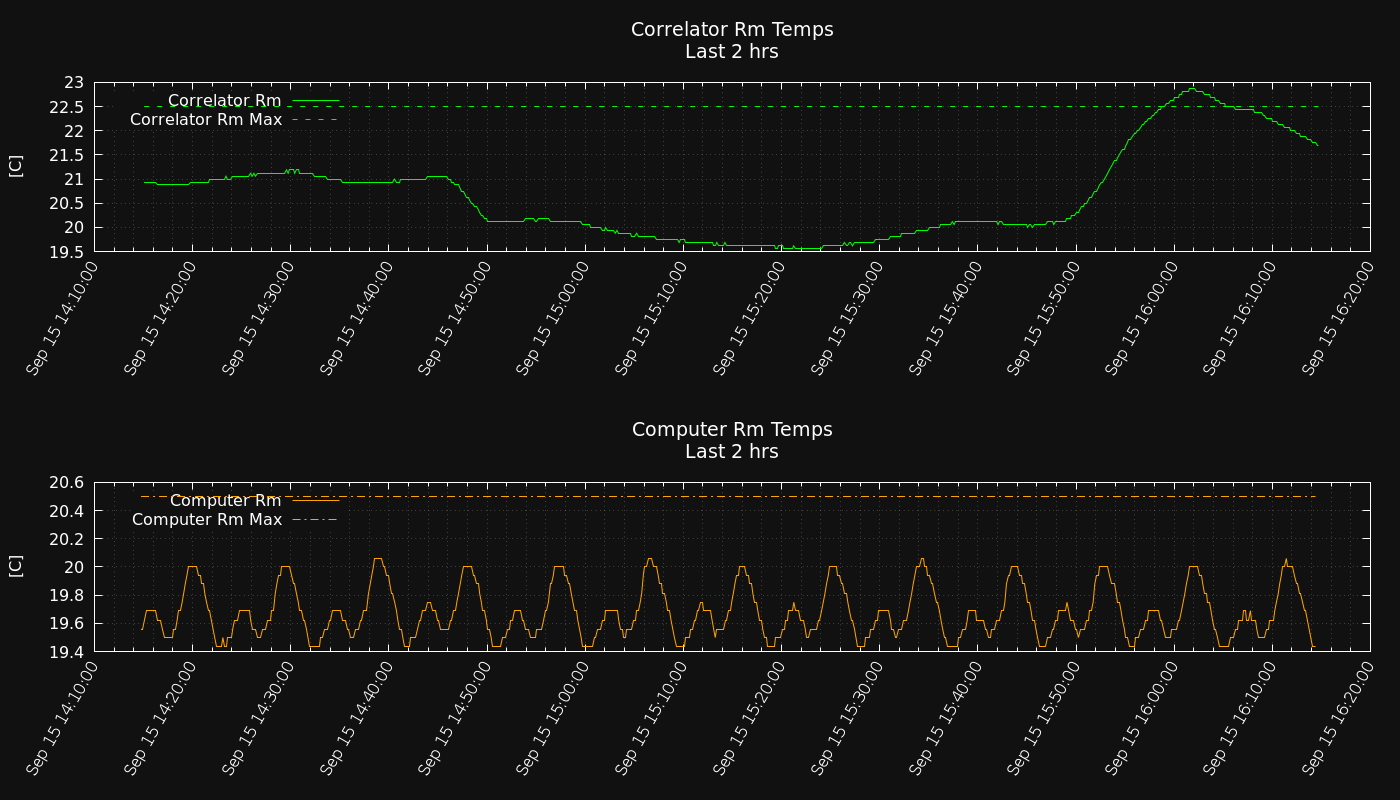 Correlator Rm Temps
Last 2 hrs
23
22.5
22
21.5
21
20.5
20
19.5
[C]
Correlator Rm
Correlator Rm Max
Sep 15 14:10:00
Sep 15 14:20:00
Sep 15 14:30:00
Sep 15 14:40:00
Sep 15 14:50:00
Sep 15 15:00:00
Sep 15 15:10:00
Sep 15 15:20:00
Sep 15 15:30:00
Sep 15 15:40:00
Sep 15 15:50:00
Sep 15 16:00:00
Sep 15 16:10:00
Sep 15 16:20:00
Computer Rm Temps
Last 2 hrs
20.6
20.4
20.2
20
19.8
19.6
19.4
[C]
Computer Rm
Computer Rm Max
Sep 15 14:10:00
Sep 15 14:20:00
Sep 15 14:30:00
Sep 15 14:40:00
Sep 15 14:50:00
Sep 15 15:00:00
Sep 15 15:10:00
Sep 15 15:20:00
Sep 15 15:30:00
Sep 15 15:40:00
Sep 15 15:50:00
Sep 15 16:00:00
Sep 15 16:10:00
Sep 15 16:20:00